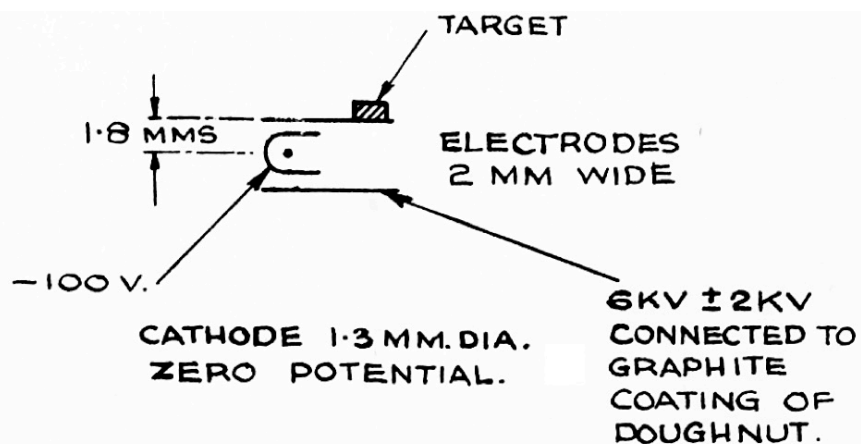 TARGET
1·8 MMS
ELECTRODES
2 MM WIDE
-100 V.
CATHODE 1·3 MM. DIA.
ZERO POTENTIAL.
6KV ± 2KV
CONNECTED TO
GRAPHITE
COATING OF
DOUGHNUT.